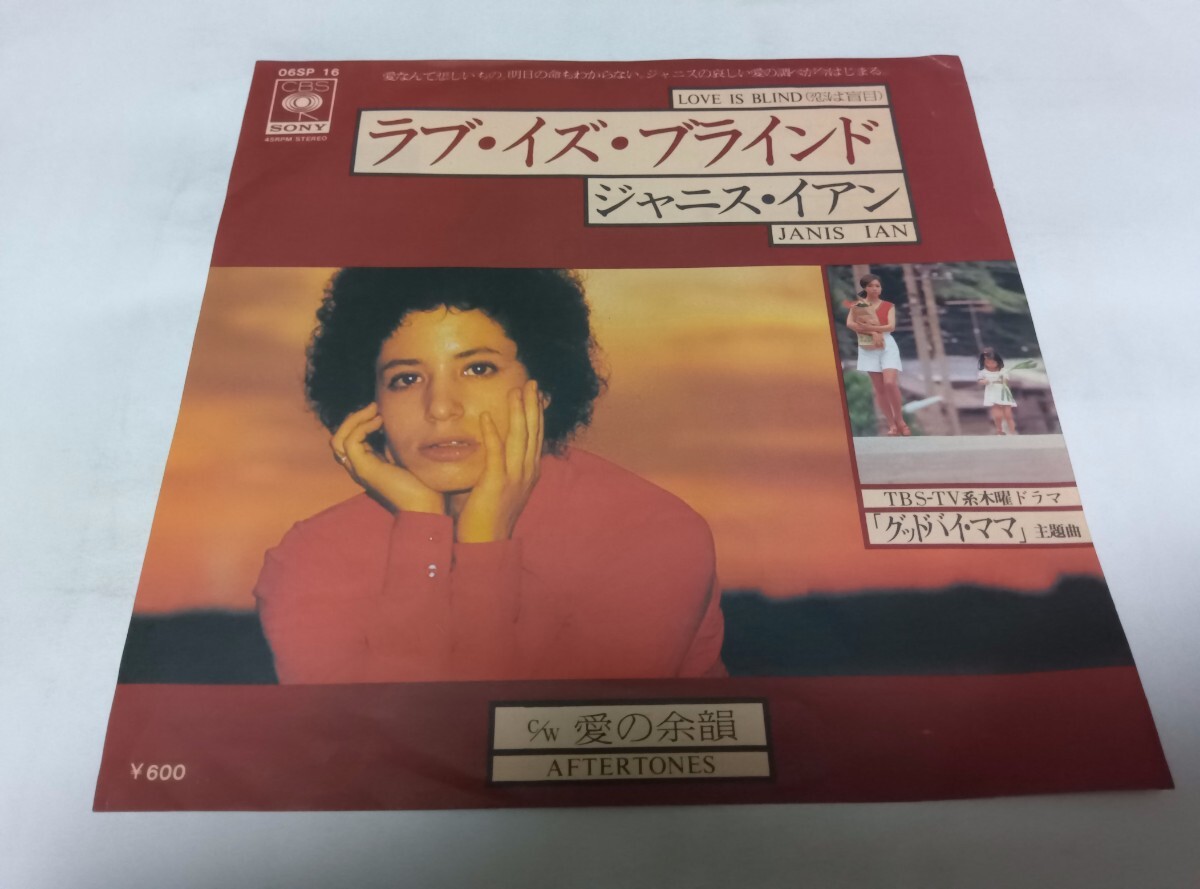 06SP 16
CBS
SONY
45RPM STEREO
愛なんて悲しいもの、明日の命もわからない。ジャニスの哀しい愛の調べが今はじまる。
LOVE IS BLIND (恋は盲目)
ラブ・イズ・ブラインド
ジャニス・イアン
JANIS IAN
TBS-TV系木曜ドラマ
「グッドバイ・ママ」主題曲
C/W 愛の余韻
AFTERTONES
¥600